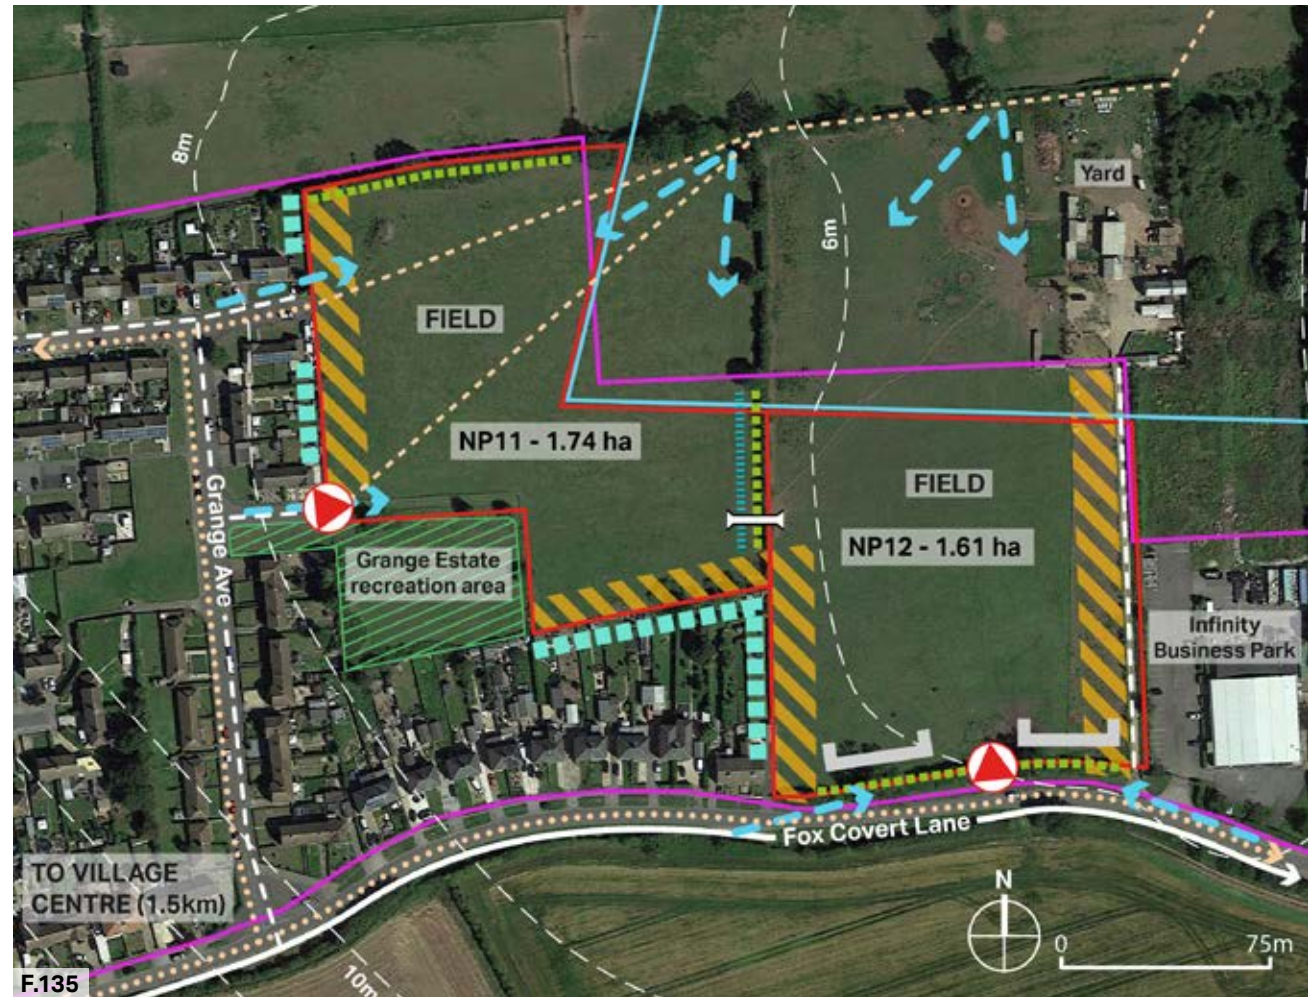 8m
Yard
6m
FIELD
NP11 - 1.74 ha
FIELD
Grange Ave
NP12 - 1.61 ha
Grange Estate
recreation area
Infinity
Business Park
Fox Covert Lane
TO VILLAGE
CENTRE (1.5km)
N
0 75m
10m
F.135